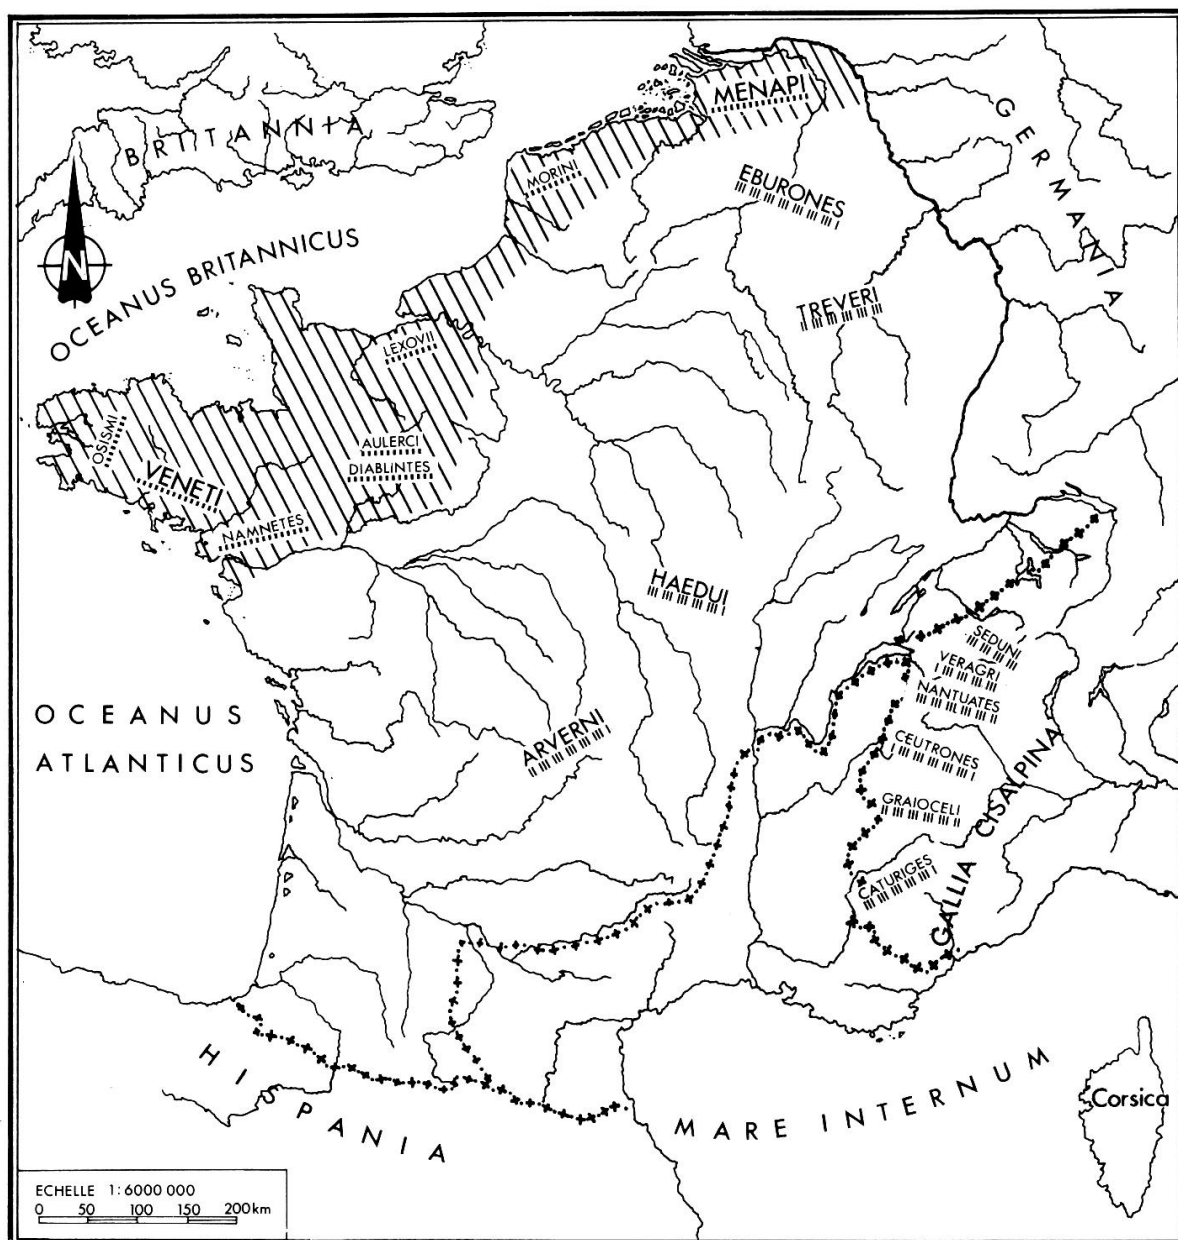 MENAPI
GERMANIA
BRITANNIA
MORINI
EBURONES
N
OCEANUS BRITANNICUS
TREVERI
LEXOVII
OSISMI
AULERCI
DIABLINTES
VENETI
NAMNETES
HAEDUI
SEDUNI
VERAGRI
NANTUATES
OCEANUS
ATLANTICUS
ARVERNI
CEUTRONES
GRAIOCELI
GALLIA CISALPINA
CATURIGES
HISPANIA
MARE INTERNUM
Corsica
ECHELLE 1:6000 000
0 50 100 150 200 km